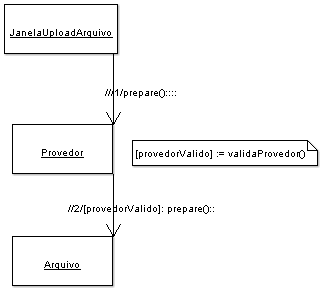 JanelaUploadArquivo
///1/prepare()::::
Provedor
[provedorValido] := validaProvedor()
//2/[provedorValido]: prepare()::
Arquivo